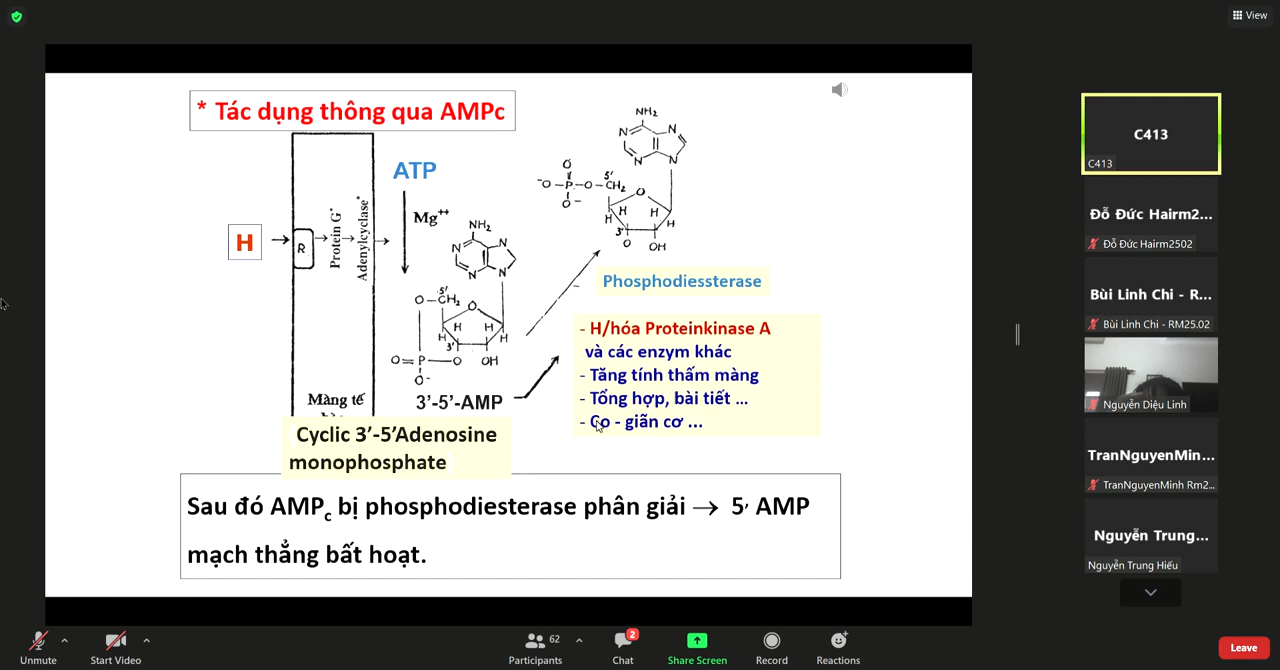 View
* Tác dụng thông qua AMPc
ATP
Mg⁺⁺
H
R
Protein G*
Adenylcyclase*
Màng tế
NH₂
N
N
N
N
5'
O–CH₂
O
H
H
H
H
3'
O=P—O
OH
O⁻
3’-5’-AMP
Cyclic 3’-5’Adenosine
monophosphate
NH₂
N
N
N
N
O
5'
⁻O–P–O–CH₂
O
O⁻
H
H
H
H
3'
O
OH
Phosphodiessterase
- H/hóa Proteinkinase A
và các enzym khác
- Tăng tính thấm màng
- Tổng hợp, bài tiết ...
- Co - giãn cơ ...
Sau đó AMPc bị phosphodiesterase phân giải → 5, AMP
mạch thẳng bất hoạt.
C413
C413
Đỗ Đức Hairm2...
Đỗ Đức Hairm2502
Bùi Linh Chi - R...
Bùi Linh Chi - RM25.02
Nguyễn Diệu Linh
TranNguyenMin...
TranNguyenMinh Rm2...
Nguyễn Trung...
Nguyễn Trung Hiếu
Unmute
Start Video
62
Participants
2
Chat
Share Screen
Record
Reactions
Leave